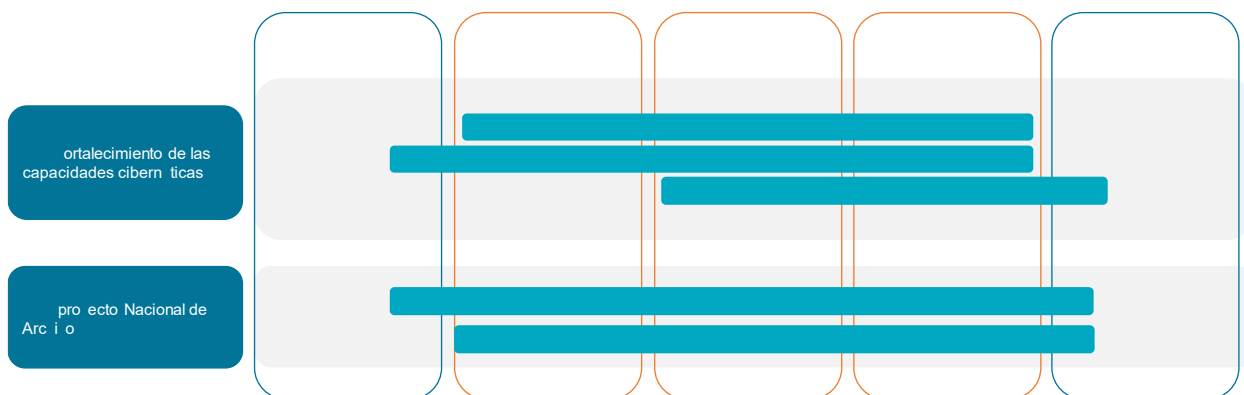 ortalecimiento de las
capacidades cibern ticas
pro ecto Nacional de
Arc i o